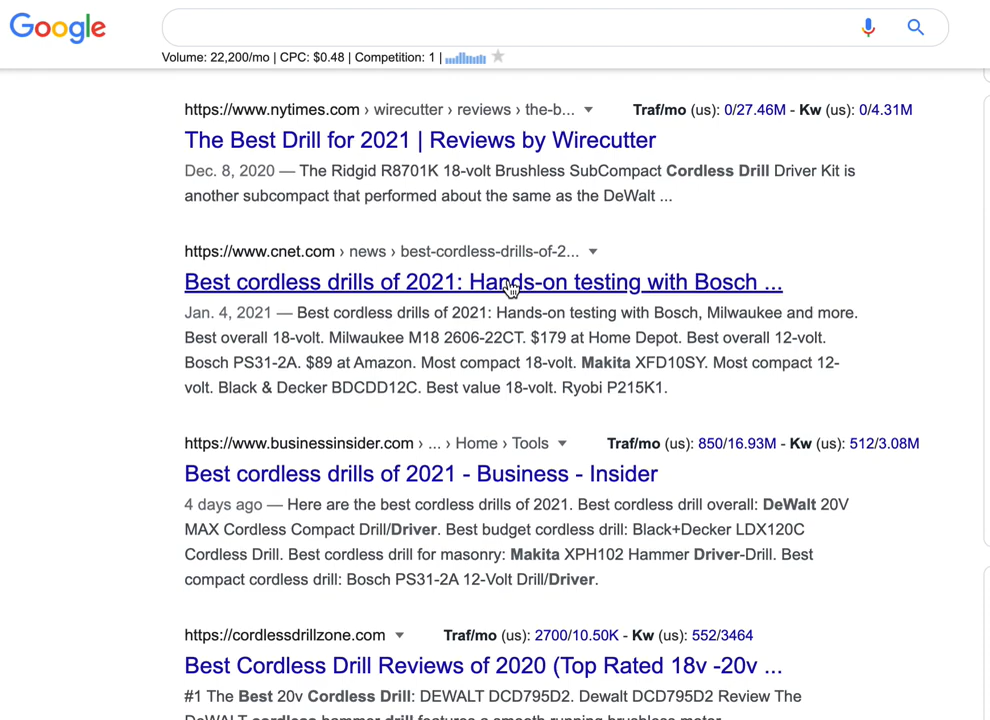 Google
Volume: 22,200/mo | CPC: $0.48 | Competition: 1 |
https://www.nytimes.com › wirecutter › reviews › the-b... Traf/mo (us): 0/27.46M - Kw (us): 0/4.31M
The Best Drill for 2021 | Reviews by Wirecutter
Dec. 8, 2020 — The Ridgid R8701K 18-volt Brushless SubCompact Cordless Drill Driver Kit is
another subcompact that performed about the same as the DeWalt ...
https://www.cnet.com › news › best-cordless-drills-of-2...
Best cordless drills of 2021: Hands-on testing with Bosch ...
Jan. 4, 2021 — Best cordless drills of 2021: Hands-on testing with Bosch, Milwaukee and more.
Best overall 18-volt. Milwaukee M18 2606-22CT. $179 at Home Depot. Best overall 12-volt.
Bosch PS31-2A. $89 at Amazon. Most compact 18-volt. Makita XFD10SY. Most compact 12-
volt. Black & Decker BDCDD12C. Best value 18-volt. Ryobi P215K1.
https://www.businessinsider.com › ... › Home › Tools Traf/mo (us): 850/16.93M - Kw (us): 512/3.08M
Best cordless drills of 2021 - Business - Insider
4 days ago — Here are the best cordless drills of 2021. Best cordless drill overall: DeWalt 20V
MAX Cordless Compact Drill/Driver. Best budget cordless drill: Black+Decker LDX120C
Cordless Drill. Best cordless drill for masonry: Makita XPH102 Hammer Driver-Drill. Best
compact cordless drill: Bosch PS31-2A 12-Volt Drill/Driver.
https://cordlessdrillzone.com Traf/mo (us): 2700/10.50K - Kw (us): 552/3464
Best Cordless Drill Reviews of 2020 (Top Rated 18v -20v ...
#1 The Best 20v Cordless Drill: DEWALT DCD795D2. Dewalt DCD795D2 Review The
DeWALT cordless hammer drill features a smooth running brushless motor